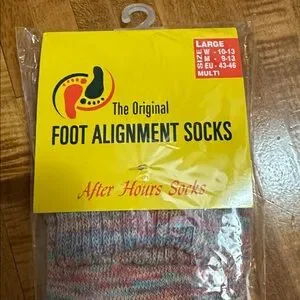 LARGE
SIZE
W - 10-13
M - 9-13
EU - 43-46
MULTI
The Original
FOOT ALIGNMENT SOCKS
After Hours Socks